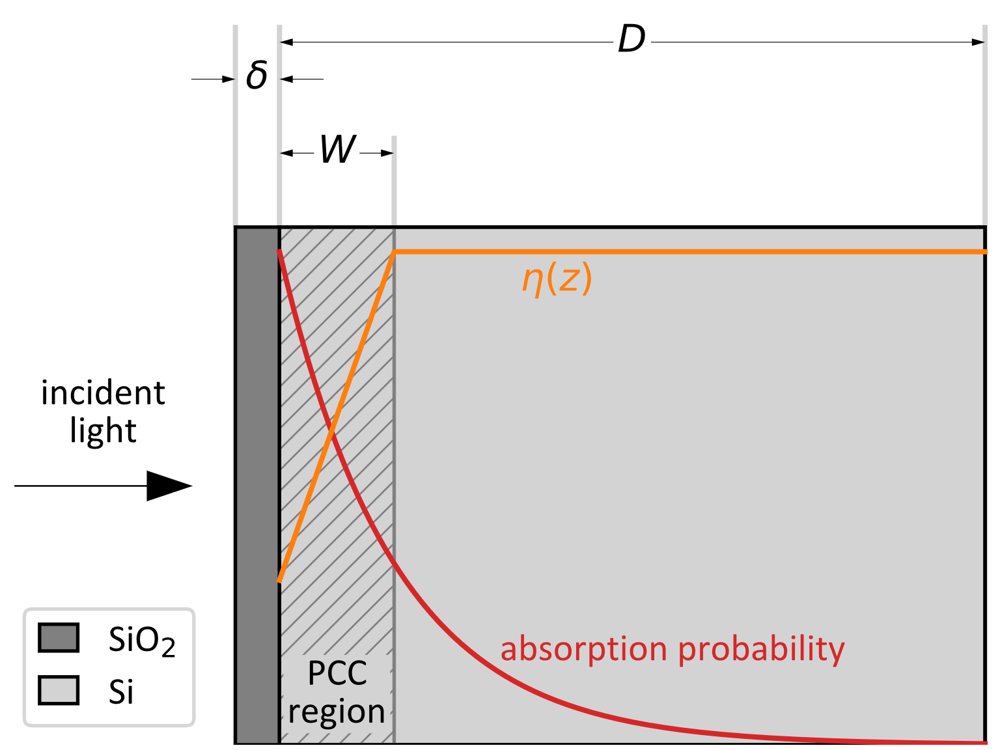 D
δ
W
η(z)
incident
light
absorption probability
SiO₂
Si
PCC
region